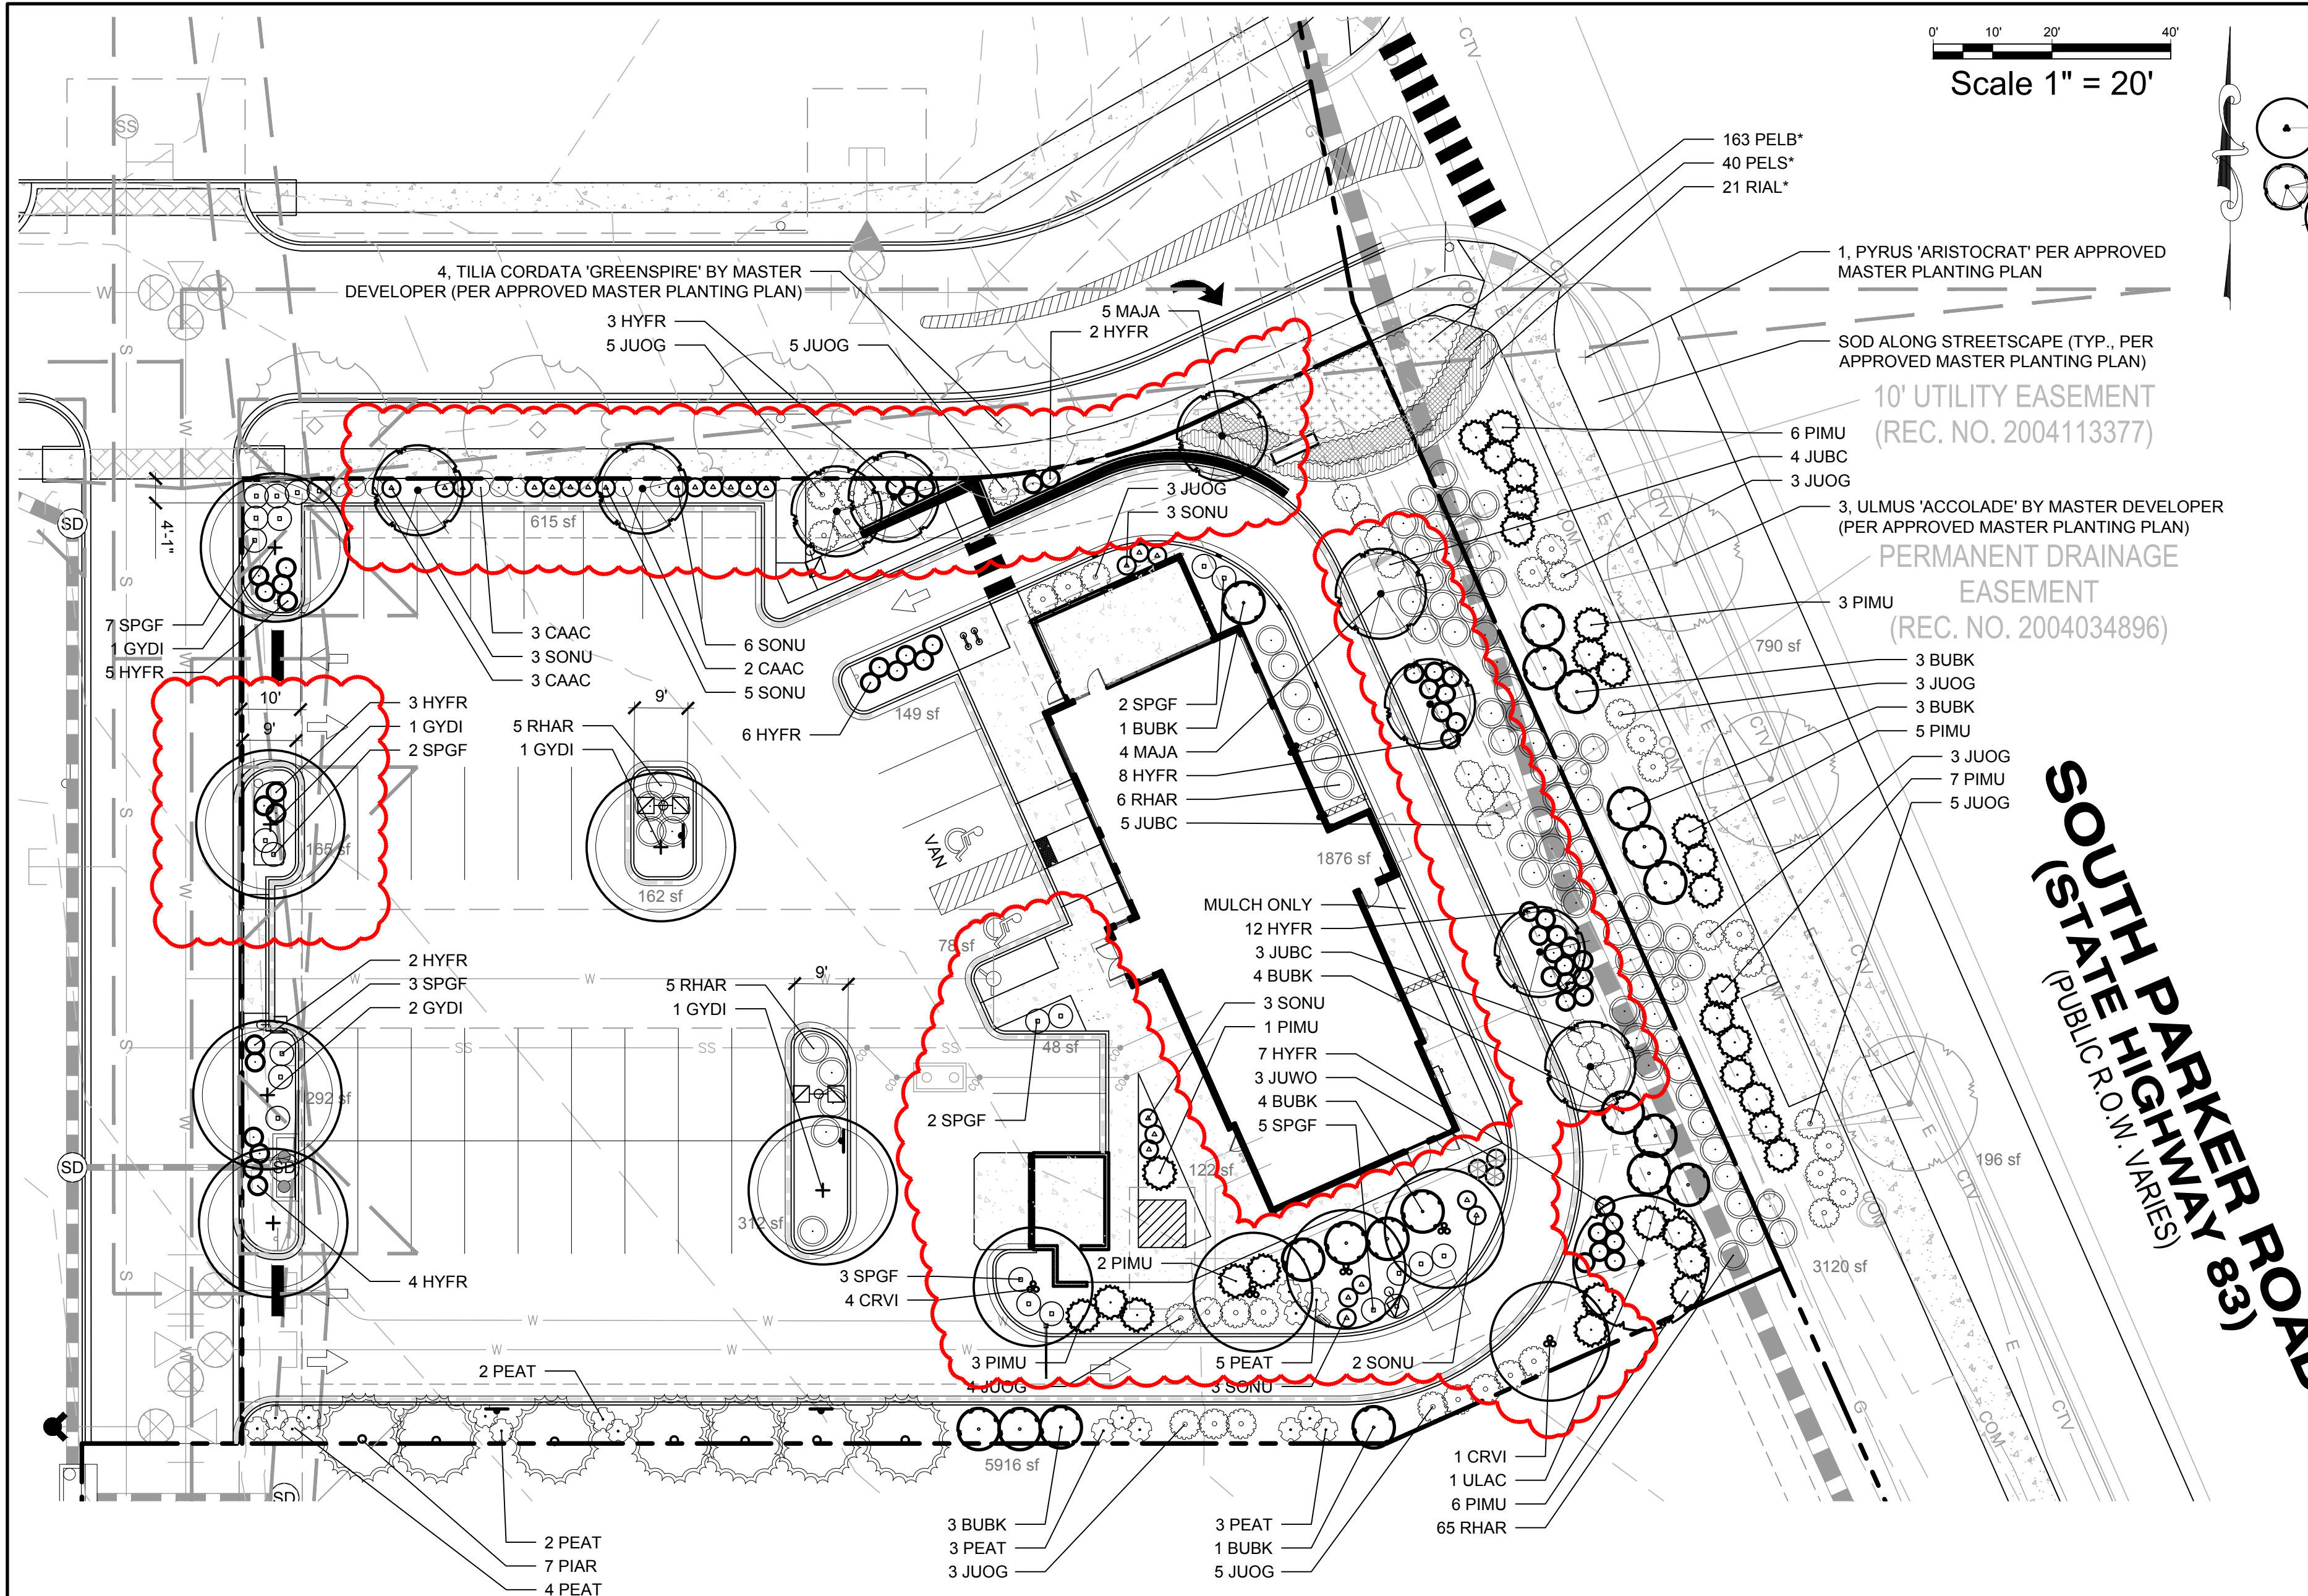 0' 10' 20' 40'
Scale 1" = 20'
163 PELB*
40 PELS*
21 RIAL*
1, PYRUS 'ARISTOCRAT' PER APPROVED
MASTER PLANTING PLAN
SOD ALONG STREETSCAPE (TYP., PER
APPROVED MASTER PLANTING PLAN)
10' UTILITY EASEMENT
(REC. NO. 2004113377)
6 PIMU
4 JUBC
3 JUOG
3, ULMUS 'ACCOLADE' BY MASTER DEVELOPER
(PER APPROVED MASTER PLANTING PLAN)
PERMANENT DRAINAGE
EASEMENT
(REC. NO. 2004034896)
3 PIMU
790 sf
3 BUBK
3 JUOG
3 BUBK
5 PIMU
3 JUOG
7 PIMU
5 JUOG
SOUTH PARKER ROAD
(STATE HIGHWAY 83)
(PUBLIC R.O.W. VARIES)
196 sf
3120 sf
4, TILIA CORDATA 'GREENSPIRE' BY MASTER
DEVELOPER (PER APPROVED MASTER PLANTING PLAN)
3 HYFR
5 JUOG
5 JUOG
5 MAJA
2 HYFR
3 JUOG
3 SONU
615 sf
4'-1"
7 SPGF
1 GYDI
5 HYFR
3 CAAC
3 SONU
3 CAAC
6 SONU
2 CAAC
5 SONU
149 sf
6 HYFR
10'
9'
3 HYFR
1 GYDI
2 SPGF
165 sf
9'
5 RHAR
1 GYDI
162 sf
VAN
2 SPGF
1 BUBK
4 MAJA
8 HYFR
6 RHAR
5 JUBC
1876 sf
MULCH ONLY
12 HYFR
3 JUBC
4 BUBK
3 SONU
1 PIMU
7 HYFR
3 JUWO
4 BUBK
5 SPGF
78 sf
48 sf
2 SPGF
122 sf
2 HYFR
3 SPGF
2 GYDI
292 sf
4 HYFR
9'
5 RHAR
1 GYDI
312 sf
3 SPGF
4 CRVI
2 PIMU
3 PIMU
4 JUOG
5 PEAT
3 SONU
2 SONU
2 PEAT
5916 sf
2 PEAT
7 PIAR
4 PEAT
3 BUBK
3 PEAT
3 JUOG
3 PEAT
1 BUBK
5 JUOG
1 CRVI
1 ULAC
6 PIMU
65 RHAR
SS
SD
SD
SD
SD